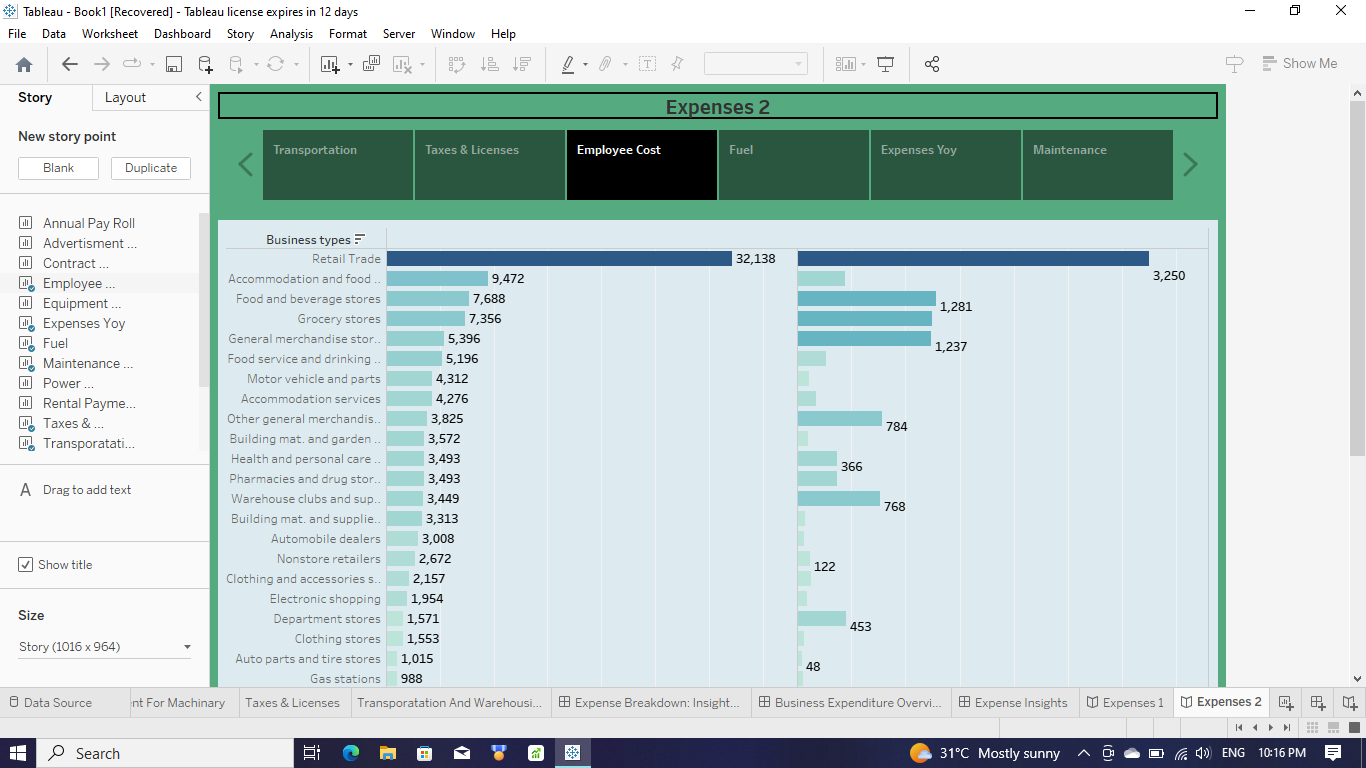 Tableau - Book1 [Recovered] - Tableau license expires in 12 days
File Data Worksheet Dashboard Story Analysis Format Server Window Help
Show Me
Story Layout
New story point
Blank Duplicate
Annual Pay Roll
Advertisment ...
Contract ...
Employee ...
Equipment ...
Expenses Yoy
Fuel
Maintenance ...
Power ...
Rental Payme...
Taxes & ...
Transporatati...
A Drag to add text
Show title
Size
Story (1016 x 964)
Expenses 2
Transportation Taxes & Licenses Employee Cost Fuel Expenses Yoy Maintenance
Business types
Retail Trade 32,138 3,250
Accommodation and food .. 9,472
Food and beverage stores 7,688 1,281
Grocery stores 7,356
General merchandise stor.. 5,396 1,237
Food service and drinking .. 5,196
Motor vehicle and parts 4,312
Accommodation services 4,276
Other general merchandis.. 3,825 784
Building mat. and garden .. 3,572
Health and personal care .. 3,493 366
Pharmacies and drug stor.. 3,493
Warehouse clubs and sup.. 3,449 768
Building mat. and supplie.. 3,313
Automobile dealers 3,008
Nonstore retailers 2,672 122
Clothing and accessories s.. 2,157
Electronic shopping 1,954
Department stores 1,571 453
Clothing stores 1,553
Auto parts and tire stores 1,015 48
Gas stations 988
Data Source nt For Machinary Taxes & Licenses Transporatation And Warehousi... Expense Breakdown: Insight... Business Expenditure Overvi... Expense Insights Expenses 1 Expenses 2
Search 31°C Mostly sunny ENG 10:16 PM